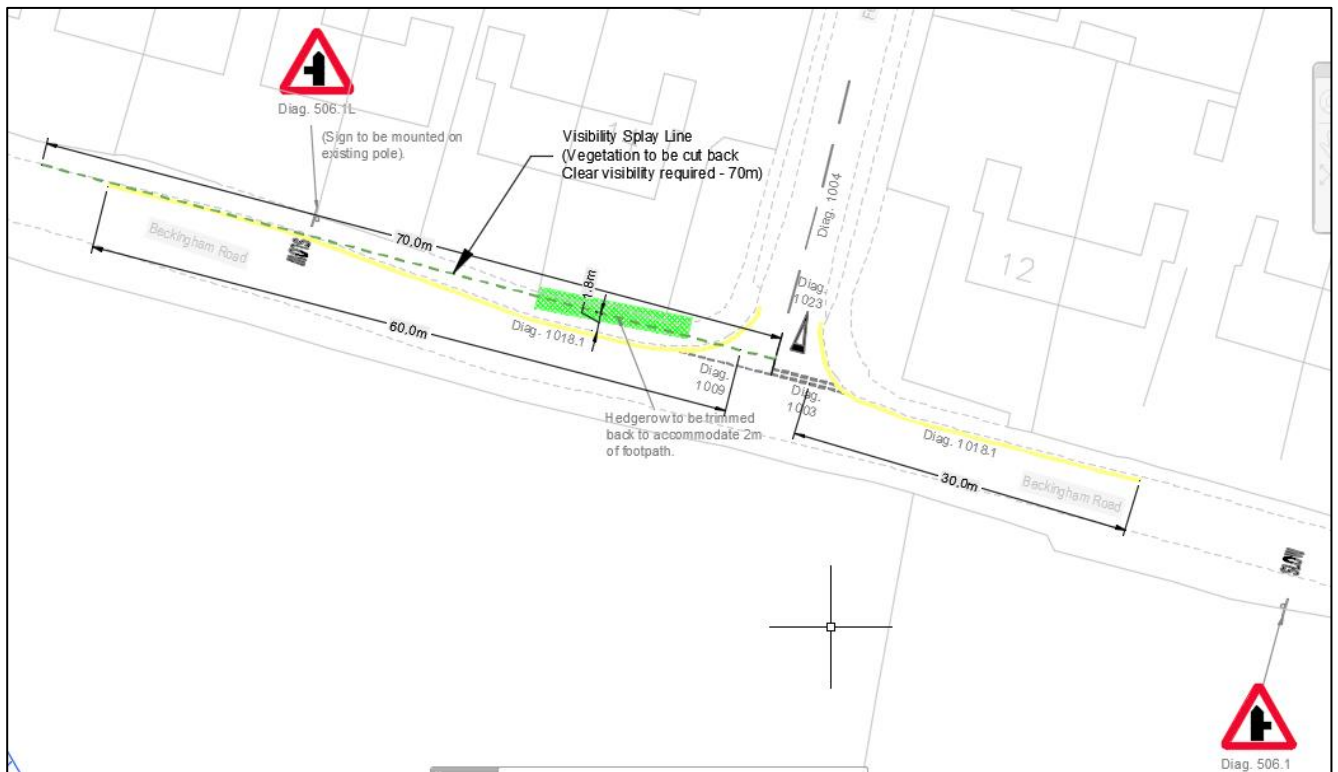 Diag. 506.1L
(Sign to be mounted on
existing pole).
Visibility Splay Line
(Vegetation to be cut back
Clear visibility required - 70m)
Beckingham Road
SLOW
70.0m
1.8m
60.0m
Diag. 1018.1
Diag. 1004
Diag.
1023
12
Diag.
1009
Diag.
1003
Hedgerow to be trimmed
back to accommodate 2m
of footpath.
Diag. 1018.1
30.0m
Beckingham Road
SLOW
Diag. 506.1